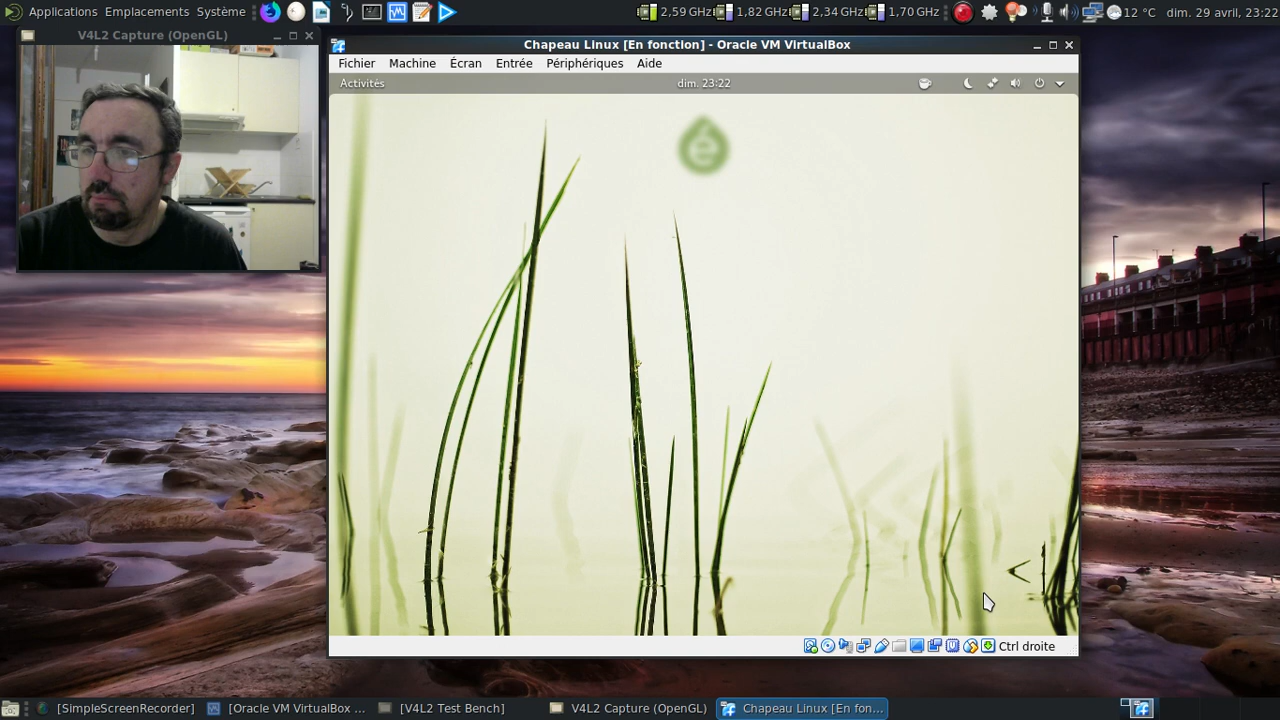 Applications Emplacements Système 2,59 GHz 1,82 GHz 2,34 GHz 1,70 GHz 12 °C dim. 29 avril, 23:22
V4L2 Capture (OpenGL)
Chapeau Linux [En fonction] - Oracle VM VirtualBox
Fichier Machine Écran Entrée Périphériques Aide
Activités dim. 23:22
é
Ctrl droite
[SimpleScreenRecorder] [Oracle VM VirtualBox ... [V4L2 Test Bench] V4L2 Capture (OpenGL) Chapeau Linux [En fon...